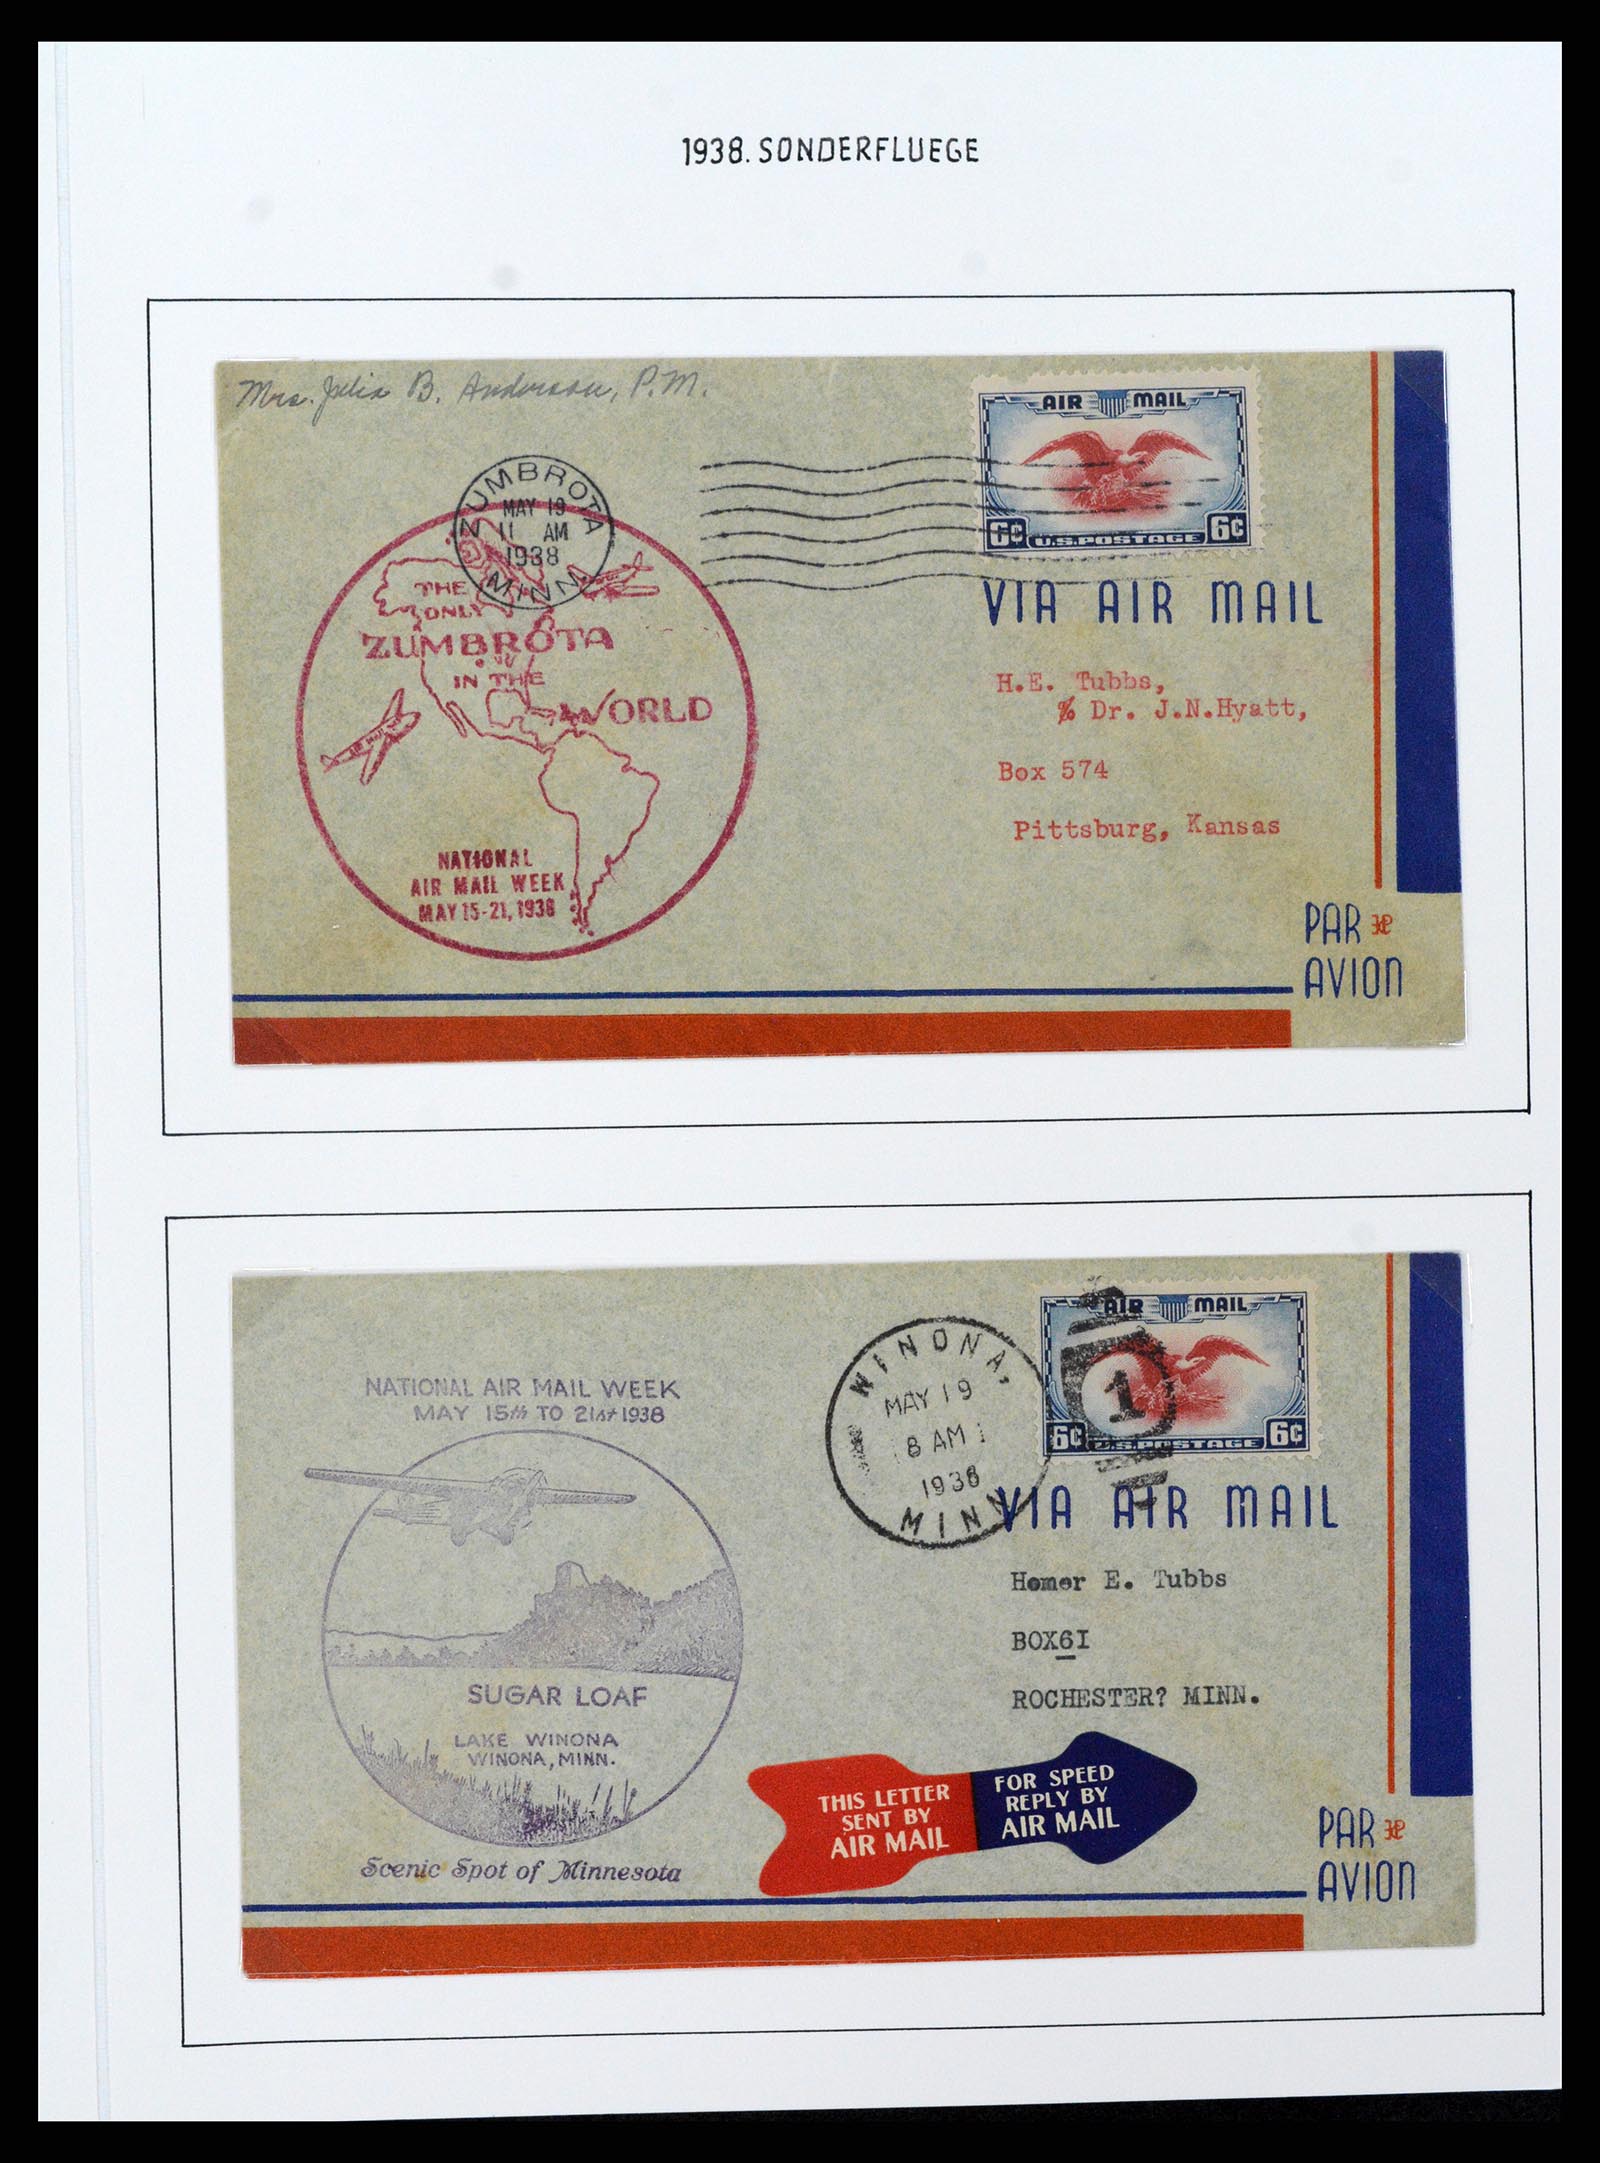 1938. SONDERFLUEGE
Mrs. Julia B. Anderson, P.M.
AIR MAIL
6¢ U.S. POSTAGE 6¢
ZUMBROTA
MAY 19
11 AM
1938
MINN
THE
ONLY
ZUMBROTA
IN THE
WORLD
NATIONAL
AIR MAIL WEEK
MAY 15-21, 1938
VIA AIR MAIL
H.E. Tubbs,
% Dr. J.N.Hyatt,
Box 574
Pittsburg, Kansas
PAR
AVION
AIR MAIL
6¢ U.S. POSTAGE 6¢
1
WINONA,
MAY 19
8 AM
1938
MINN
NATIONAL AIR MAIL WEEK
MAY 15th TO 21st 1938
SUGAR LOAF
LAKE WINONA
WINONA, MINN.
Scenic Spot of Minnesota
VIA AIR MAIL
Homer E. Tubbs
BOX6I
ROCHESTER? MINN.
THIS LETTER
SENT BY
AIR MAIL
FOR SPEED
REPLY BY
AIR MAIL
PAR
AVION